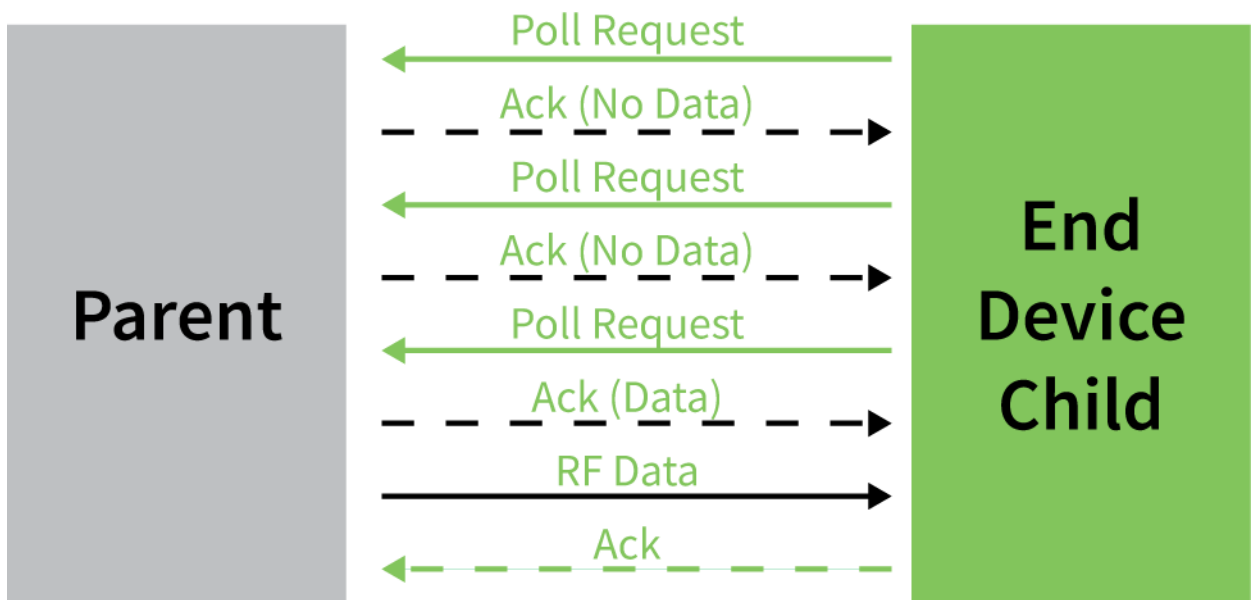 Poll Request
Ack (No Data)
Poll Request
Ack (No Data)
Poll Request
Ack (Data)
RF Data
Ack
Parent
End
Device
Child